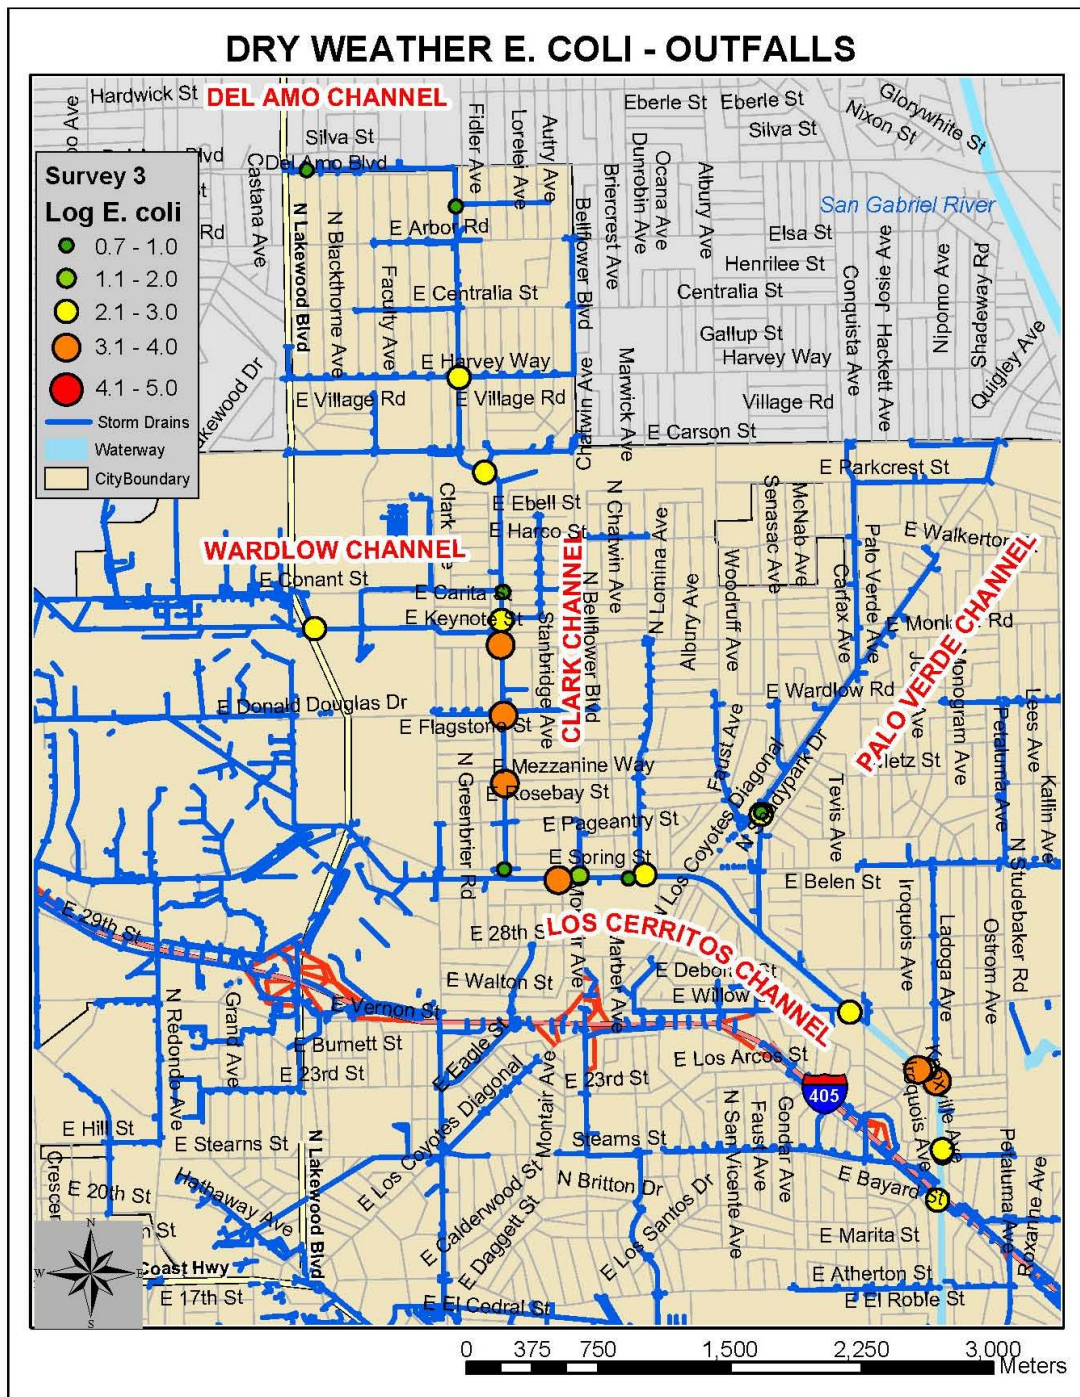 DRY WEATHER E. COLI - OUTFALLS
Hardwick St
DEL AMO CHANNEL
Silva St
Del Amo Blvd
Castana Ave
Fidler Ave
Lorelei Ave
Autry Ave
Eberle St
Eberle St
Silva St
Nixon St
Glorywhite St
Dunrobin Ave
Ocana Ave
Albury Ave
Briercrest Ave
San Gabriel River
Survey 3
Log E. coli
0.7 - 1.0
1.1 - 2.0
2.1 - 3.0
3.1 - 4.0
4.1 - 5.0
Storm Drains
Waterway
CityBoundary
N Lakewood Blvd
N Blackthorne Ave
Faculty Ave
E Arbor Rd
E Centralia St
E Harvey Way
E Village Rd
E Village Rd
Bellflower Blvd
Chatwin Ave
Marwick Ave
Elsa St
Henrilee St
Centralia St
Gallup St
Harvey Way
Village Rd
Conquista Ave
Josie Ave
Hackett Ave
Nipomo Ave
Shadeway Rd
Quigley Ave
E Carson St
E Parkcrest St
E Ebell St
E Harco St
Clark
N Chatwin Ave
N Lomina Ave
Senasac Ave
McNab Ave
Woodruff Ave
Albury Ave
Carfax Ave
Palo Verde Ave
WARDLOW CHANNEL
E Conant St
E Carita St
E Keynote St
CLARK CHANNEL
Stanbridge Ave
N Bellflower Blvd
PALO VERDE CHANNEL
E Wardlow Rd
Monogram Ave
Petaluma Ave
Lees Ave
Kallin Ave
E Donald Douglas Dr
E Flagstone St
E Mezzanine Way
E Rosebay St
N Greenbrier Rd
E Pageantry St
E Spring St
Faust Ave
N Los Coyotes Diagonal
Tevis Ave
E Belen St
N Studebaker Rd
Iroquois Ave
Ladoga Ave
Ostrom Ave
E 29th St
E 28th S
LOS CERRITOS CHANNEL
E Walton St
Marber Ave
E Willow
E Vernon St
N Redondo Ave
Grand Ave
E Burnett St
E 23rd St
E Eagle St
E Los Arcos St
E 23rd St
405
Montair Ave
E Los Coyotes Diagonal
N San Vicente Ave
Faust Ave
Gondar Ave
Iroquois Ave
E Hill St
E Stearns St
Stearns St
E 20th St
Hathaway Ave
N Lakewood Blvd
E Calderwood St
E Daggett St
N Britton Dr
E Los Santos Dr
E Bayard St
Petaluma Ave
Roxanne Ave
E Marita St
E Atherton St
E El Roble St
Coast Hwy
E 17th St
E El Cedral St
N
W
E
S
0 375 750 1,500 2,250 3,000
Meters